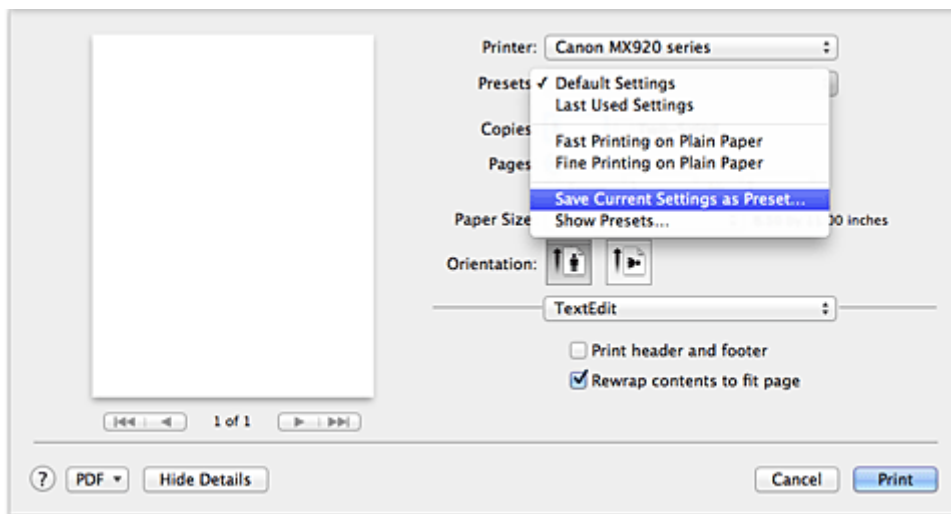 Printer: Canon MX920 series
Presets ✓ Default Settings
Last Used Settings
Copies
Fast Printing on Plain Paper
Pages Fine Printing on Plain Paper
Save Current Settings as Preset...
Paper Size Show Presets... 00 inches
Orientation:
TextEdit
Print header and footer
Rewrap contents to fit page
1 of 1
? PDF Hide Details Cancel Print